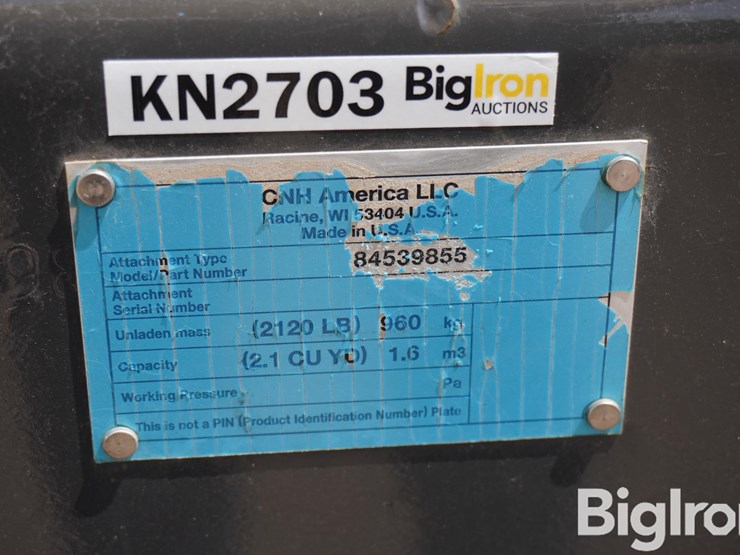 KN2703 BigIron
AUCTIONS
CNH America LLC
Racine, WI 53404 U.S.A.
Made in U.S.A
Attachment Type
Model/Part Number 84539855
Attachment
Serial Number
Unladen mass (2120 LB) 960 kg
Capacity (2.1 CU YD) 1.6 m3
Working Pressure Pa
This is not a PIN (Product Identification Number) Plate
BigIron